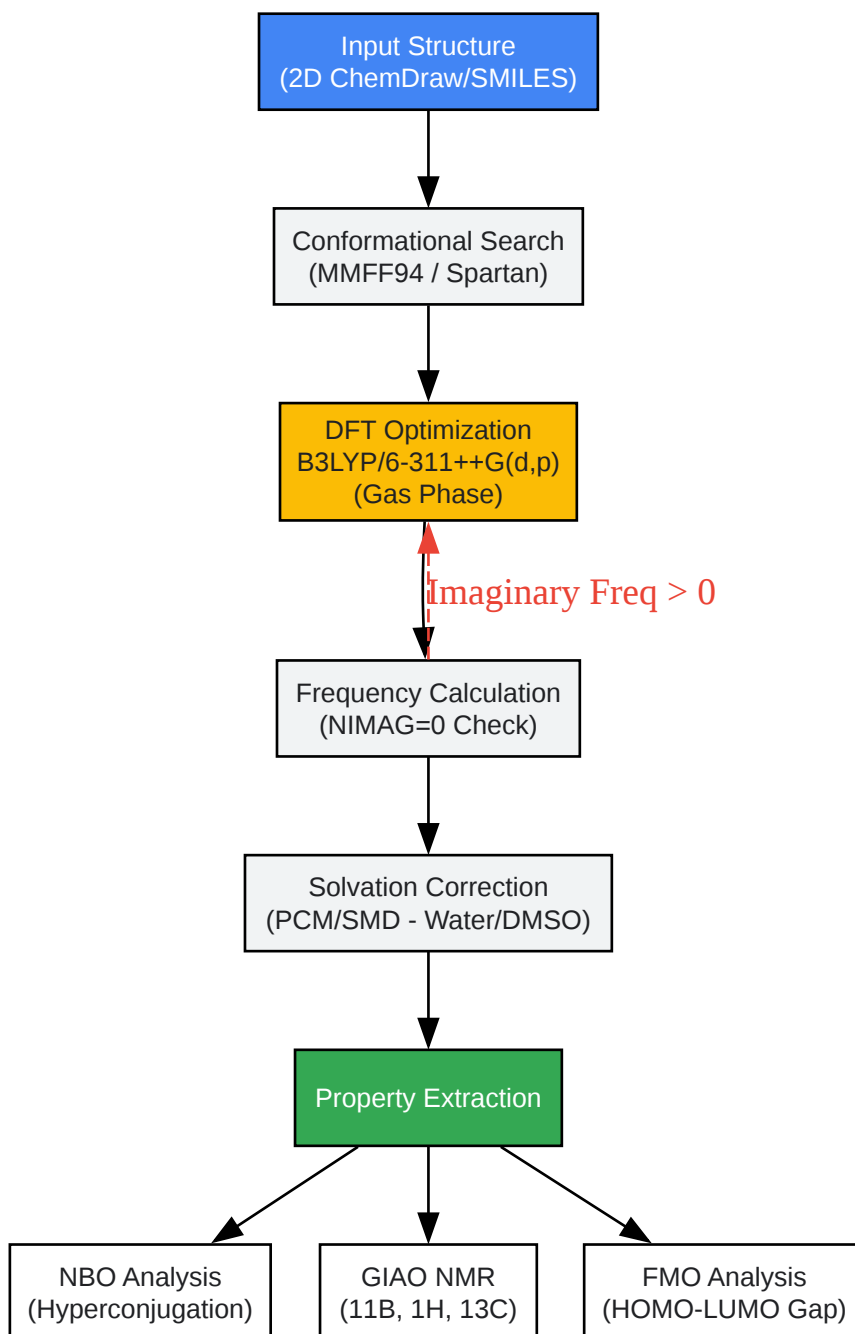 Input Structure
(2D ChemDraw/SMILES)
Conformational Search
(MMFF94 / Spartan)
DFT Optimization
B3LYP/6-311++G(d,p)
(Gas Phase)
Imaginary Freq > 0
Frequency Calculation
(NIMAG=0 Check)
Solvation Correction
(PCM/SMD - Water/DMSO)
Property Extraction
NBO Analysis
(Hyperconjugation)
GIAO NMR
(11B, 1H, 13C)
FMO Analysis
(HOMO-LUMO Gap)